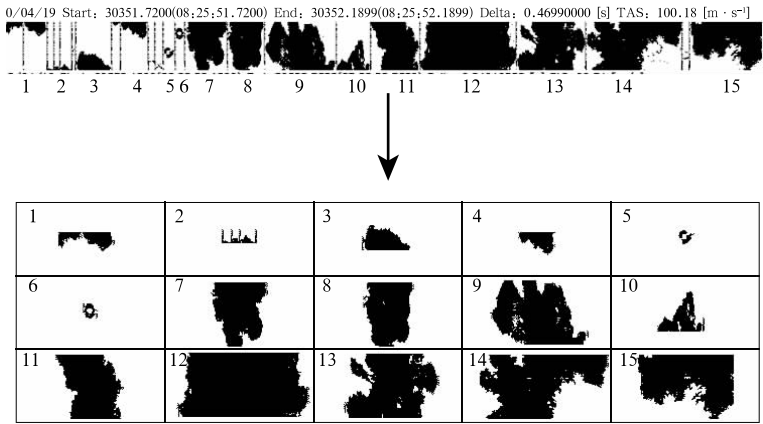 0/04/19 Start: 30351.7200(08:25:51.7200) End: 30352.1899(08:25:52.1899) Delta: 0.46990000 [s] TAS: 100.18 [m · s⁻¹]
1 2 3 4 5 6 7 8 9 10 11 12 13 14 15
1 2 3 4 5
6 7 8 9 10
11 12 13 14 15